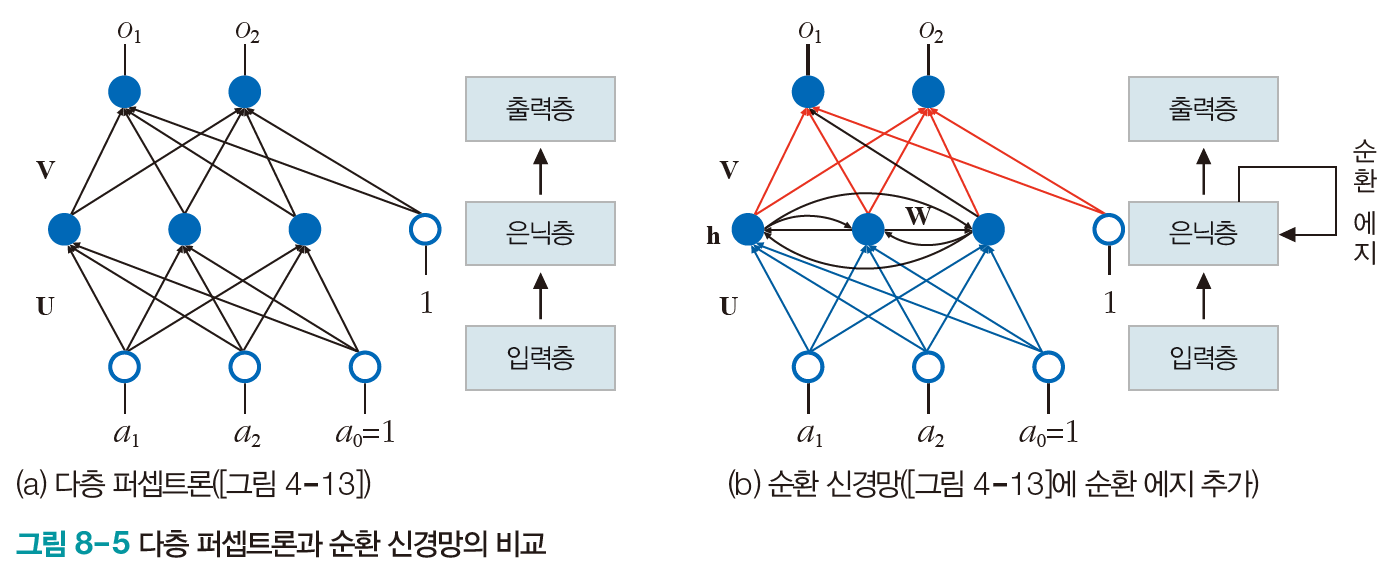 o1 o2
출력층
V
은닉층
1
U
입력층
a1 a2 a0=1
(a) 다층 퍼셉트론([그림 4-13])
o1 o2
출력층
V
순환 에지
h
W
은닉층
1
U
입력층
a1 a2 a0=1
(b) 순환 신경망([그림 4-13]에 순환 에지 추가)
그림 8-5 다층 퍼셉트론과 순환 신경망의 비교